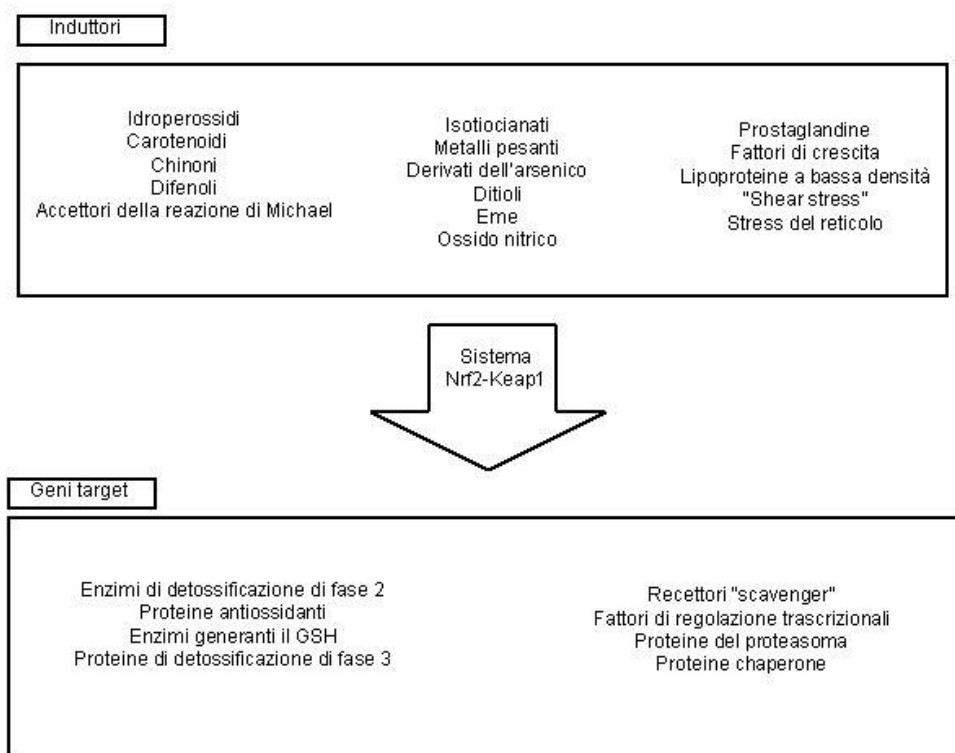 Induttori
Idroperossidi
Carotenoidi
Chinoni
Difenoli
Accettori della reazione di Michael
Isotiocianati
Metalli pesanti
Derivati dell'arsenico
Ditioli
Eme
Ossido nitrico
Prostaglandine
Fattori di crescita
Lipoproteine a bassa densità
"Shear stress"
Stress del reticolo
Sistema
Nrf2-Keap1
Geni target
Enzimi di detossificazione di fase 2
Proteine antiossidanti
Enzimi generanti il GSH
Proteine di detossificazione di fase 3
Recettori "scavenger"
Fattori di regolazione trascrizionali
Proteine del proteasoma
Proteine chaperone